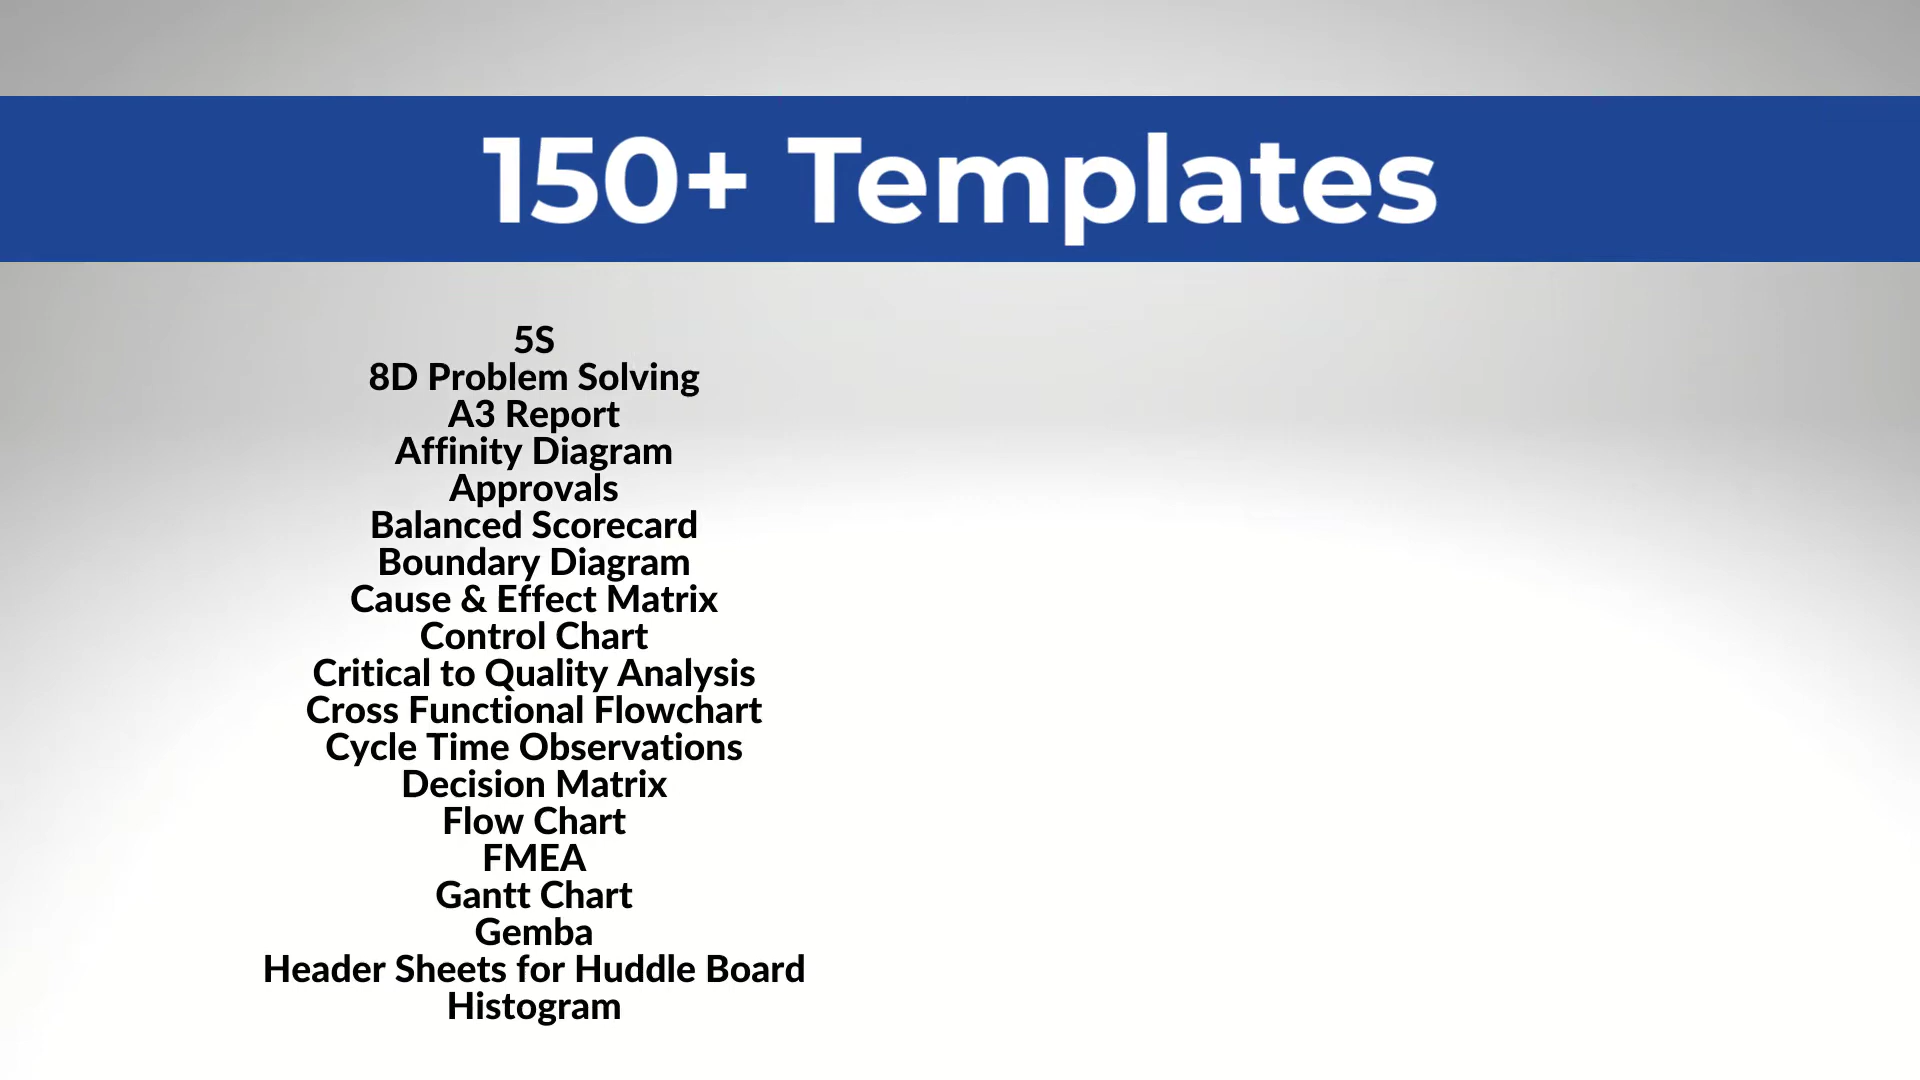 150+ Templates
5S
8D Problem Solving
A3 Report
Affinity Diagram
Approvals
Balanced Scorecard
Boundary Diagram
Cause & Effect Matrix
Control Chart
Critical to Quality Analysis
Cross Functional Flowchart
Cycle Time Observations
Decision Matrix
Flow Chart
FMEA
Gantt Chart
Gemba
Header Sheets for Huddle Board
Histogram